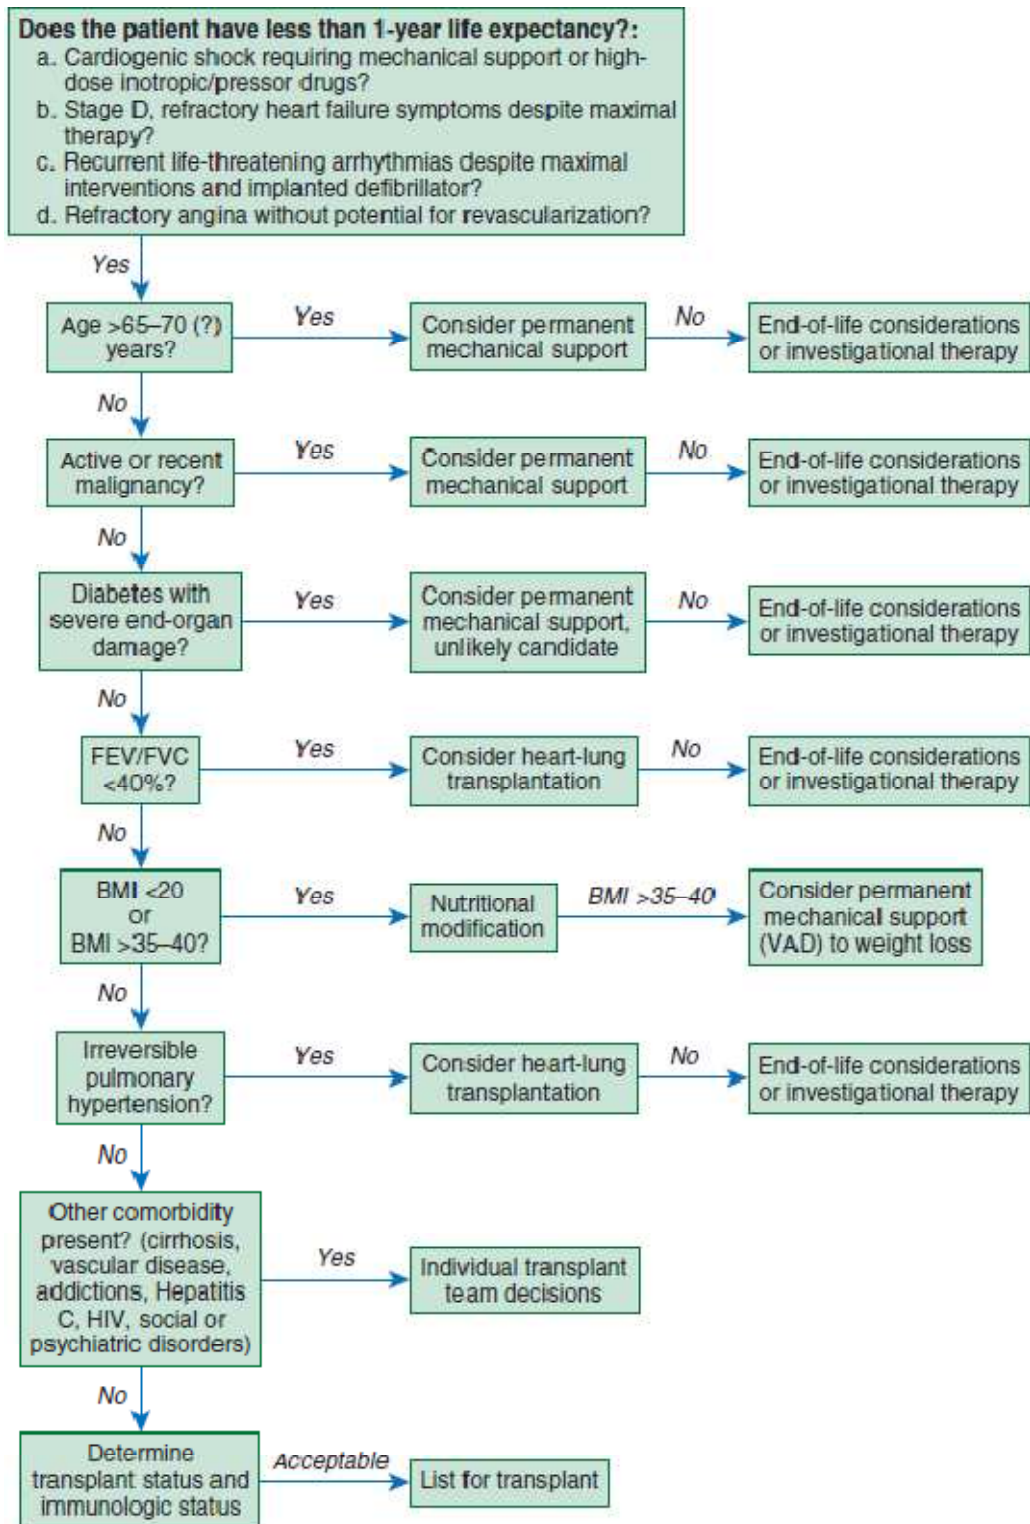 Does the patient have less than 1-year life expectancy?:
a. Cardiogenic shock requiring mechanical support or high-
dose inotropic/pressor drugs?
b. Stage D, refractory heart failure symptoms despite maximal
therapy?
c. Recurrent life-threatening arrhythmias despite maximal
interventions and implanted defibrillator?
d. Refractory angina without potential for revascularization?
Yes
Age >65–70 (?)
years?
Yes
Consider permanent
mechanical support
No
End-of-life considerations
or investigational therapy
No
Active or recent
malignancy?
Yes
Consider permanent
mechanical support
No
End-of-life considerations
or investigational therapy
No
Diabetes with
severe end-organ
damage?
Yes
Consider permanent
mechanical support,
unlikely candidate
No
End-of-life considerations
or investigational therapy
No
FEV/FVC
<40%?
Yes
Consider heart-lung
transplantation
No
End-of-life considerations
or investigational therapy
No
BMI <20
or
BMI >35–40?
Yes
Nutritional
modification
BMI >35–40
Consider permanent
mechanical support
(VAD) to weight loss
No
Irreversible
pulmonary
hypertension?
Yes
Consider heart-lung
transplantation
No
End-of-life considerations
or investigational therapy
No
Other comorbidity
present? (cirrhosis,
vascular disease,
addictions, Hepatitis
C, HIV, social or
psychiatric disorders)
Yes
Individual transplant
team decisions
No
Determine
transplant status and
immunologic status
Acceptable
List for transplant